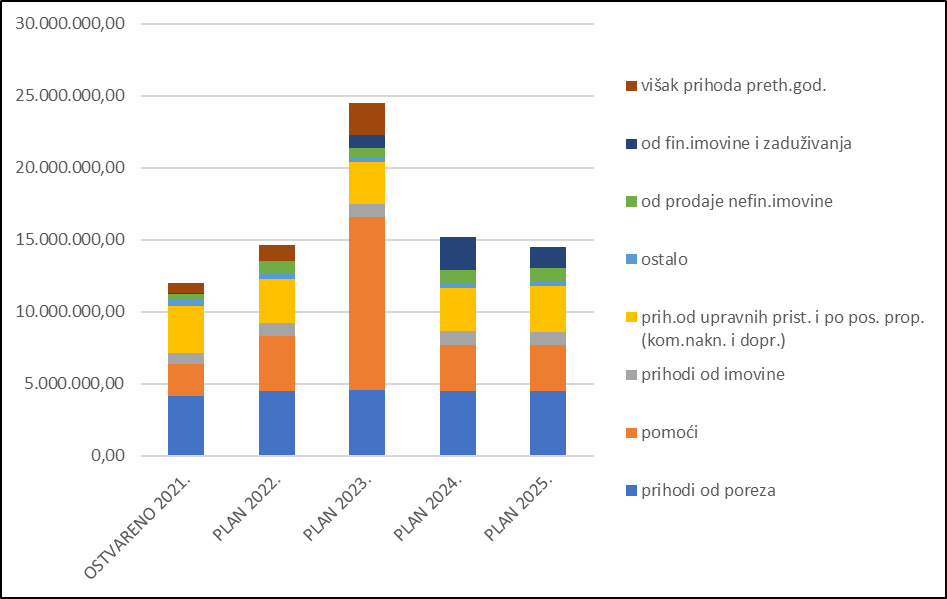 30.000.000,00
25.000.000,00
20.000.000,00
15.000.000,00
10.000.000,00
5.000.000,00
0,00
OSTVARENO 2021.
PLAN 2022.
PLAN 2023.
PLAN 2024.
PLAN 2025.
višak prihoda preth.god.
od fin.imovine i zaduživanja
od prodaje nefin.imovine
ostalo
prih.od upravnih prist. i po pos. prop.
(kom.nakn. i dopr.)
prihodi od imovine
pomoći
prihodi od poreza